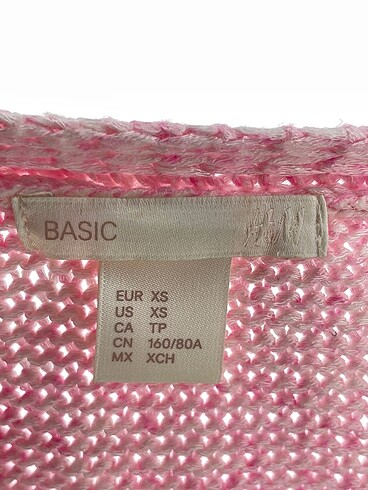 BASIC
EUR XS
US XS
CA TP
CN 160/80A
MX XCH